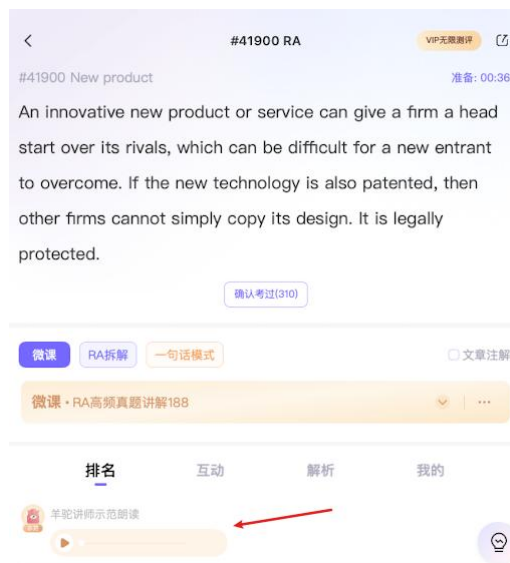 #41900 RA
VIP无限测评
#41900 New product
准备: 00:36
An innovative new product or service can give a firm a head
start over its rivals, which can be difficult for a new entrant
to overcome. If the new technology is also patented, then
other firms cannot simply copy its design. It is legally
protected.
确认考过(310)
微课
RA拆解
一句话模式
文章注解
微课·RA高频真题讲解188
排名
互动
解析
我的
羊驼讲师示范朗读